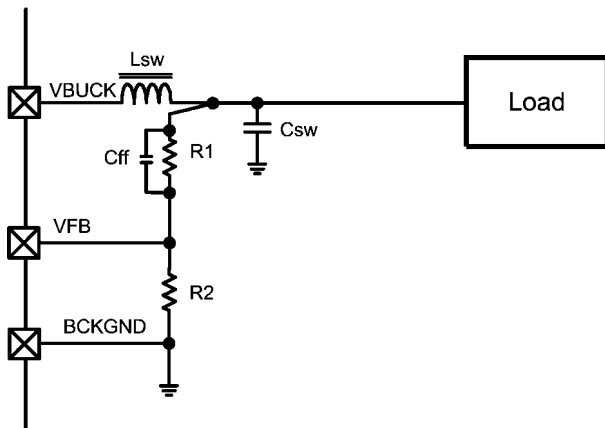 Lsw
VBUCK
Load
Csw
R1
Cff
VFB
R2
BCKGND